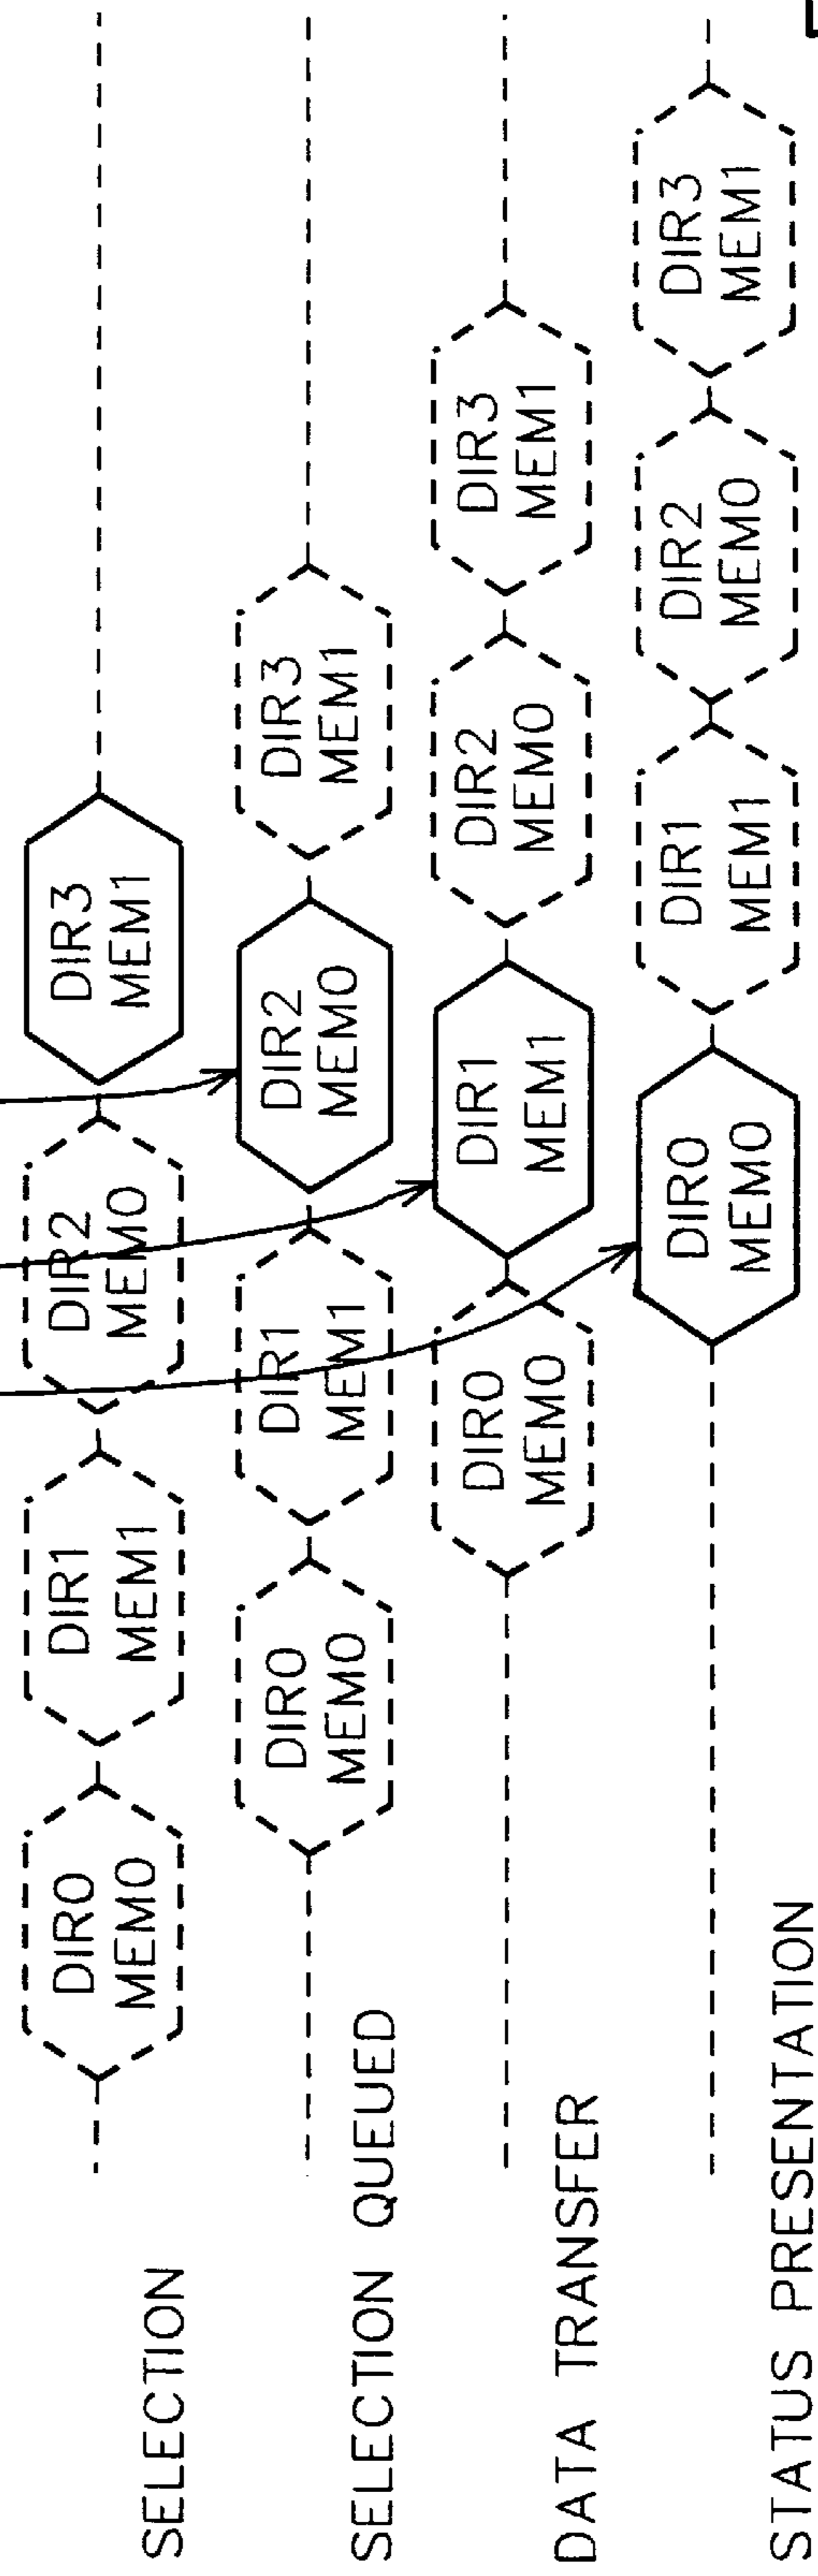 SELECTION
DIR0
MEM0
DIR1
MEM1
DIR2
MEM0
DIR3
MEM1
SELECTION QUEUED
DIR0
MEM0
DIR1
MEM1
DIR2
MEM0
DIR3
MEM1
DATA TRANSFER
DIR0
MEM0
DIR1
MEM1
DIR2
MEM0
DIR3
MEM1
STATUS PRESENTATION
DIR0
MEM0
DIR1
MEM1
DIR2
MEM0
DIR3
MEM1